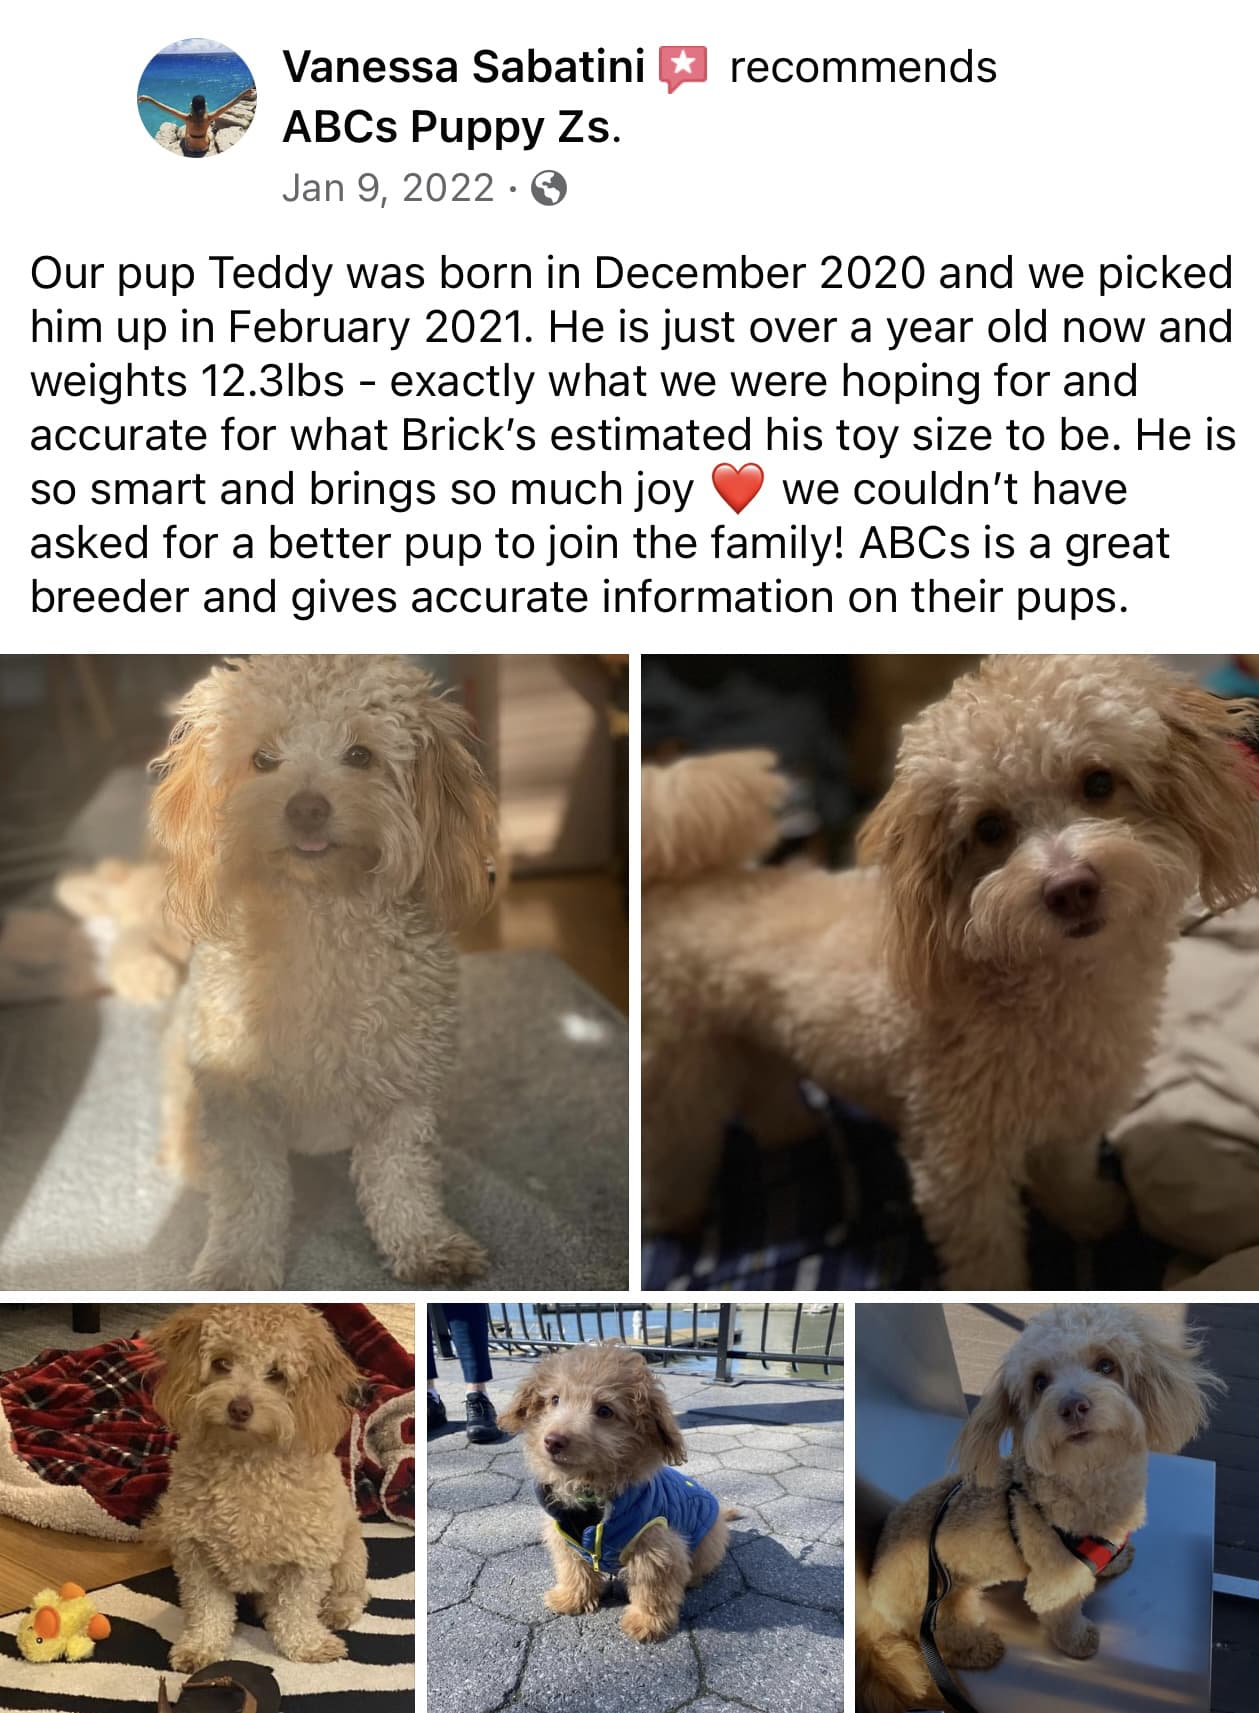 Vanessa Sabatini recommends
ABCs Puppy Zs.
Jan 9, 2022 ·
Our pup Teddy was born in December 2020 and we picked
him up in February 2021. He is just over a year old now and
weights 12.3lbs - exactly what we were hoping for and
accurate for what Brick’s estimated his toy size to be. He is
so smart and brings so much joy ❤️ we couldn’t have
asked for a better pup to join the family! ABCs is a great
breeder and gives accurate information on their pups.